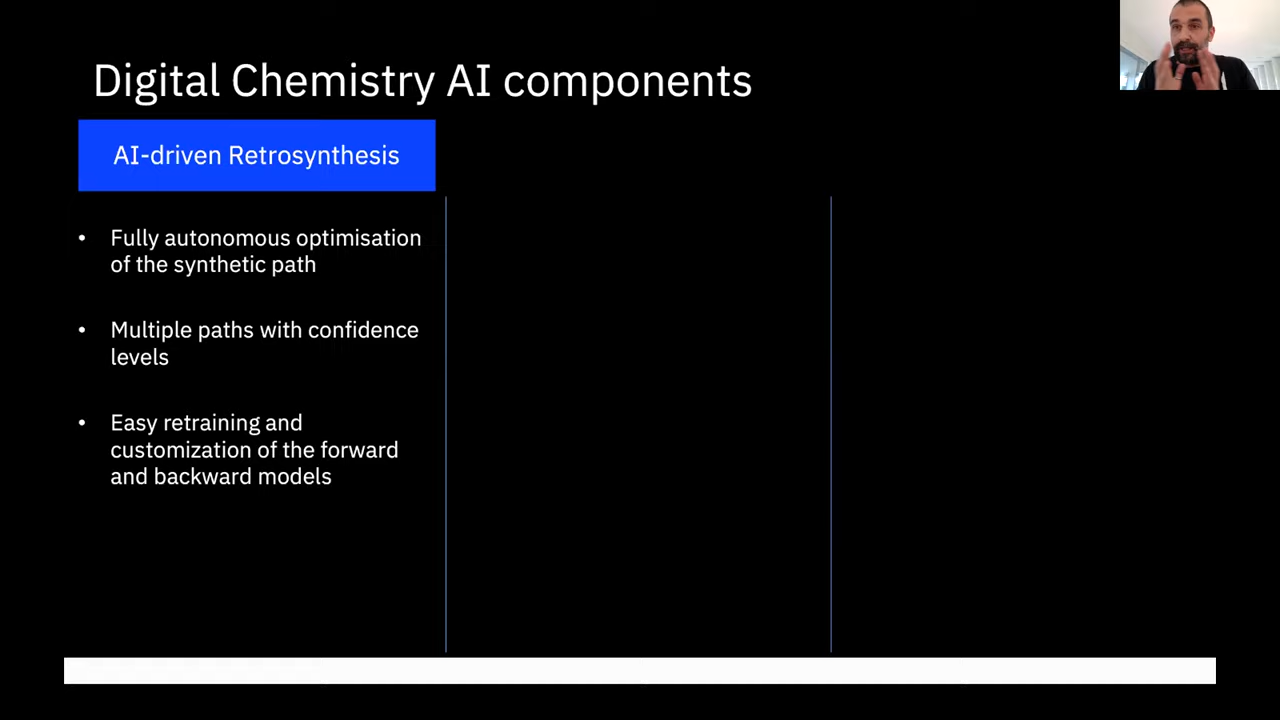 Digital Chemistry AI components
AI-driven Retrosynthesis
• Fully autonomous optimisation
of the synthetic path
• Multiple paths with confidence
levels
• Easy retraining and
customization of the forward
and backward models